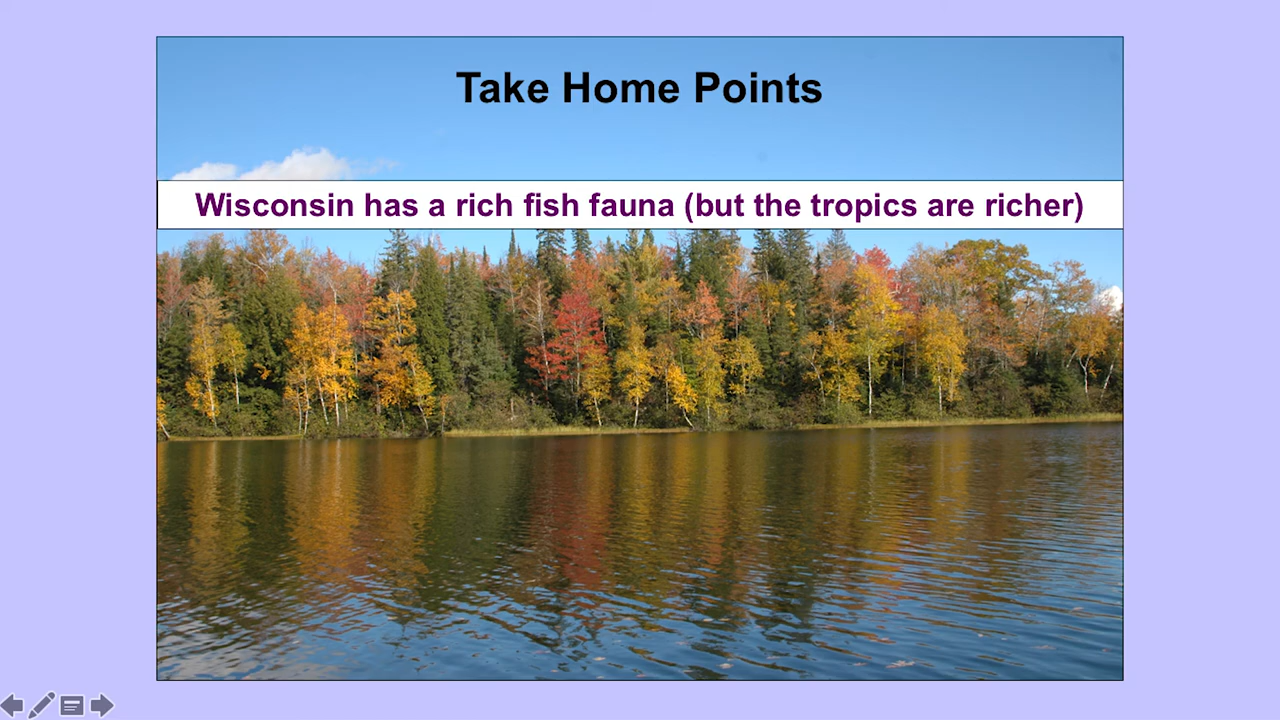 Take Home Points
Wisconsin has a rich fish fauna (but the tropics are richer)